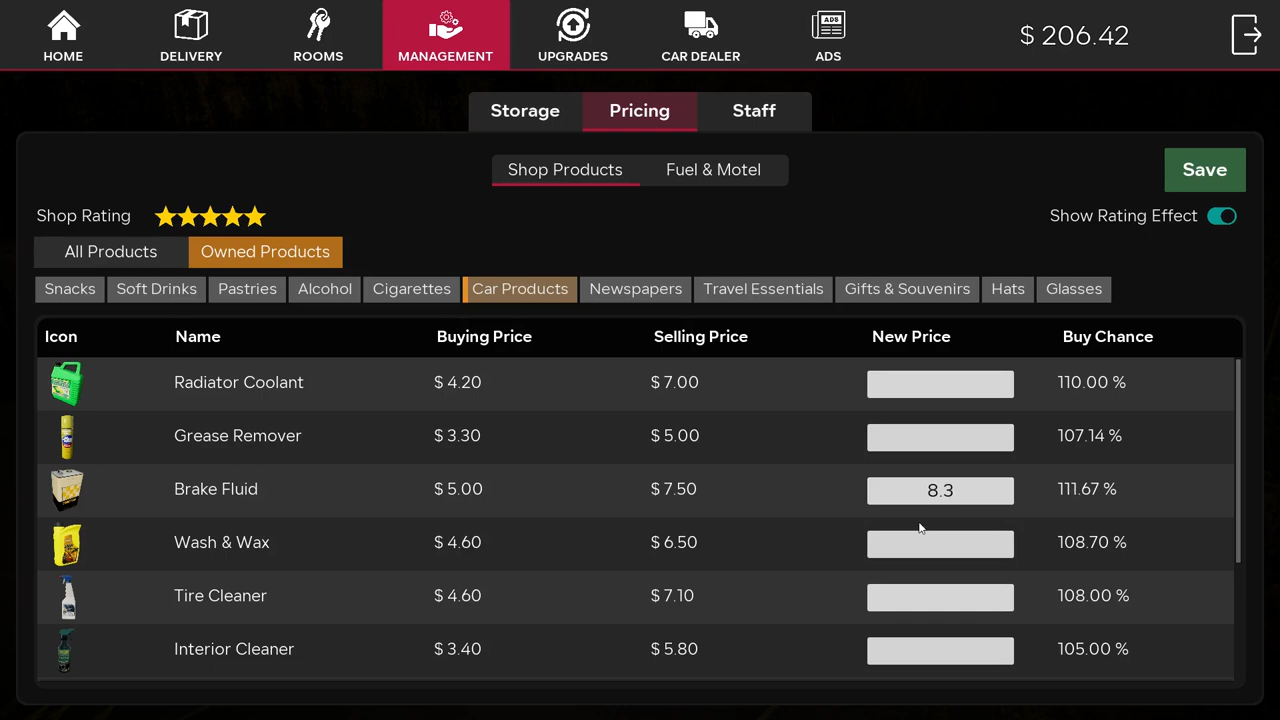 HOME DELIVERY ROOMS MANAGEMENT UPGRADES CAR DEALER ADS $ 206.42
Storage Pricing Staff
Shop Products Fuel & Motel Save
Shop Rating Show Rating Effect
All Products Owned Products
Snacks Soft Drinks Pastries Alcohol Cigarettes Car Products Newspapers Travel Essentials Gifts & Souvenirs Hats Glasses
Icon Name Buying Price Selling Price New Price Buy Chance
Radiator Coolant $ 4.20 $ 7.00 110.00 %
Grease Remover $ 3.30 $ 5.00 107.14 %
Brake Fluid $ 5.00 $ 7.50 8.3 111.67 %
Wash & Wax $ 4.60 $ 6.50 108.70 %
Tire Cleaner $ 4.60 $ 7.10 108.00 %
Interior Cleaner $ 3.40 $ 5.80 105.00 %